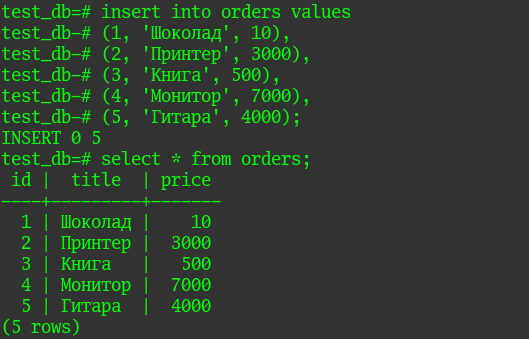 test_db=# insert into orders values
test_db-# (1, 'Шоколад', 10),
test_db-# (2, 'Принтер', 3000),
test_db-# (3, 'Книга', 500),
test_db-# (4, 'Монитор', 7000),
test_db-# (5, 'Гитара', 4000);
INSERT 0 5
test_db=# select * from orders;
 id |  title  | price
----+---------+-------
  1 | Шоколад |    10
  2 | Принтер |  3000
  3 | Книга   |   500
  4 | Монитор |  7000
  5 | Гитара  |  4000
(5 rows)